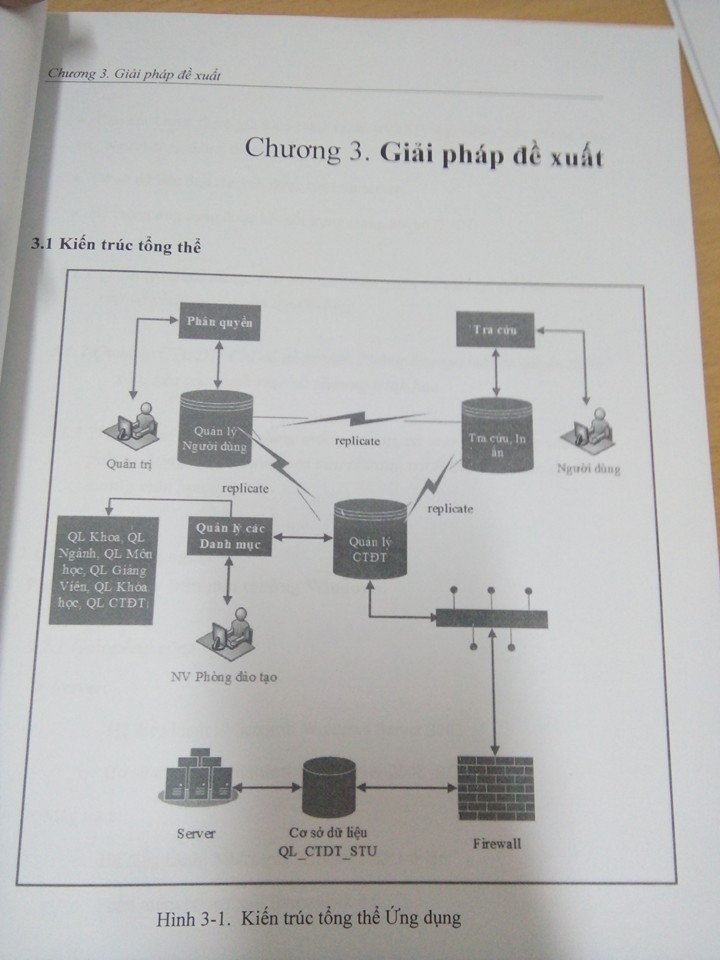 Chương 3. Giải pháp đề xuất
Chương 3. Giải pháp đề xuất
3.1 Kiến trúc tổng thể
Phân quyền
Tra cứu
Quản lý
Người dùng
Tra cứu, In
ấn
Quản trị
replicate
Người dùng
replicate
replicate
QL Khoa, QL
Ngành, QL Môn
học, QL Giảng
Viên, QL Khóa
học, QL CTĐT
Quản lý các
Danh mục
Quản lý
CTĐT
NV Phòng đào tạo
Server
Cơ sở dữ liệu
QL_CTDT_STU
Firewall
Hình 3-1. Kiến trúc tổng thể Ứng dụng